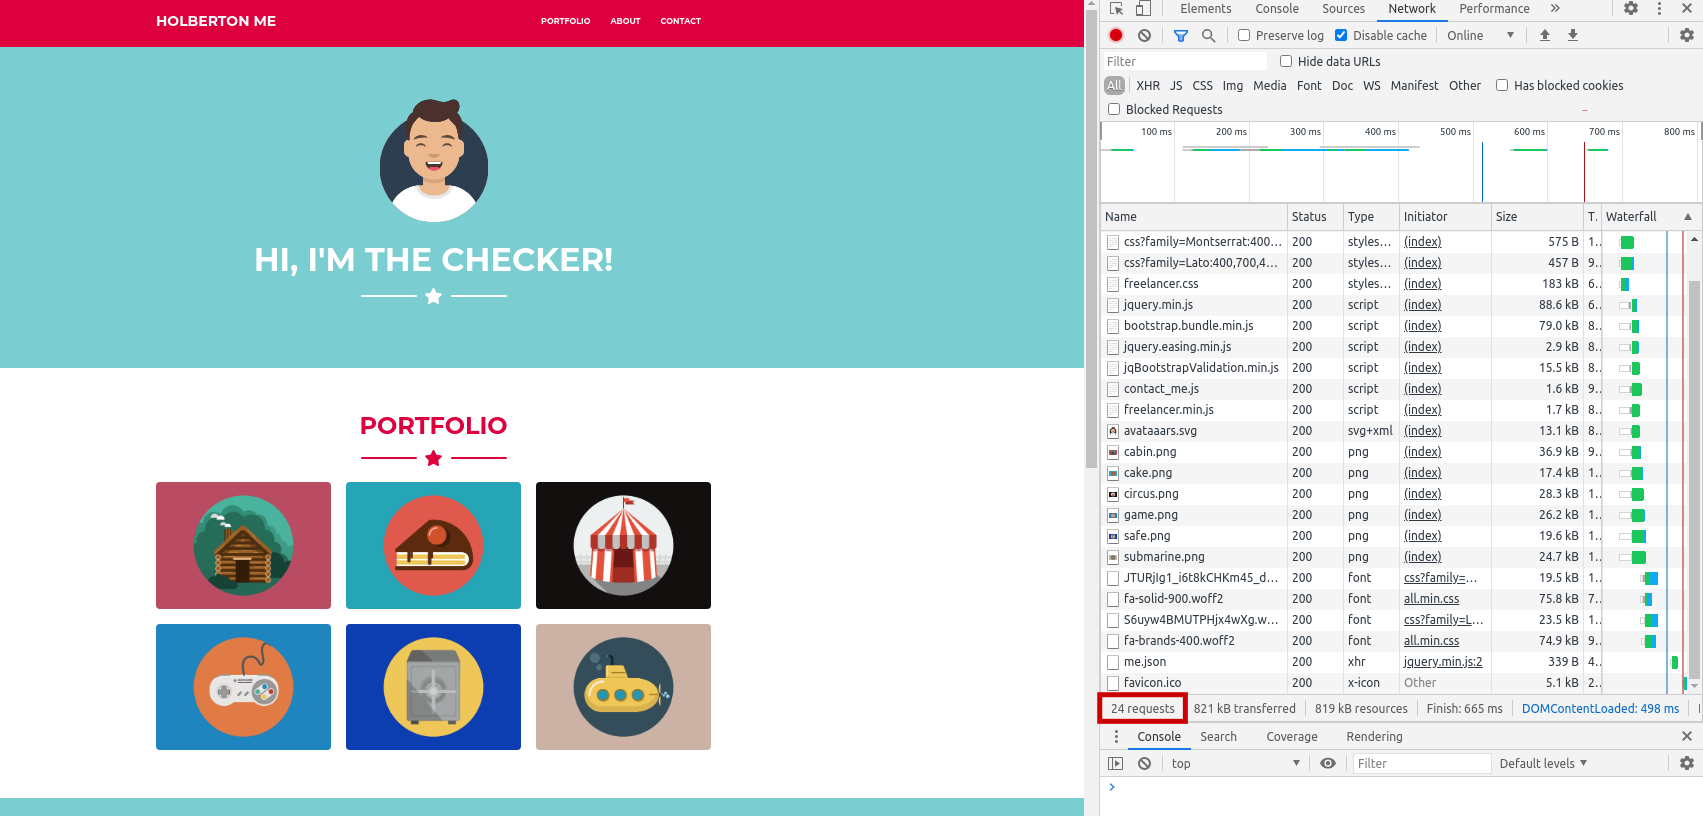 HOLBERTON ME
PORTFOLIO ABOUT CONTACT
HI, I'M THE CHECKER!
PORTFOLIO
Elements Console Sources Network Performance »
Preserve log Disable cache Online
Filter Hide data URLs
All XHR JS CSS Img Media Font Doc WS Manifest Other Has blocked cookies
Blocked Requests
100 ms 200 ms 300 ms 400 ms 500 ms 600 ms 700 ms 800 ms
Name Status Type Initiator Size T. Waterfall
css?family=Montserrat:400... 200 styles... (index) 575 B 1..
css?family=Lato:400,700,4... 200 styles... (index) 457 B 9..
freelancer.css 200 styles... (index) 183 kB 6..
jquery.min.js 200 script (index) 88.6 kB 6..
bootstrap.bundle.min.js 200 script (index) 79.0 kB 8..
jquery.easing.min.js 200 script (index) 2.9 kB 8..
jqBootstrapValidation.min.js 200 script (index) 15.5 kB 8..
contact_me.js 200 script (index) 1.6 kB 9..
freelancer.min.js 200 script (index) 1.7 kB 8..
avataaars.svg 200 svg+xml (index) 13.1 kB 8..
cabin.png 200 png (index) 36.9 kB 9..
cake.png 200 png (index) 17.4 kB 1..
circus.png 200 png (index) 28.3 kB 1..
game.png 200 png (index) 26.2 kB 1..
safe.png 200 png (index) 19.6 kB 1..
submarine.png 200 png (index) 24.7 kB 1..
JTURjIg1_i6t8kCHKm45_d... 200 font css?family=... 19.5 kB 1..
fa-solid-900.woff2 200 font all.min.css 75.8 kB 7..
S6uyw4BMUTPHjx4wXg.w... 200 font css?family=L... 23.5 kB 1..
fa-brands-400.woff2 200 font all.min.css 74.9 kB 9..
me.json 200 xhr jquery.min.js:2 339 B 4..
favicon.ico 200 x-icon Other 5.1 kB 2..
24 requests 821 kB transferred 819 kB resources Finish: 665 ms DOMContentLoaded: 498 ms
Console Search Coverage Rendering
top Filter Default levels